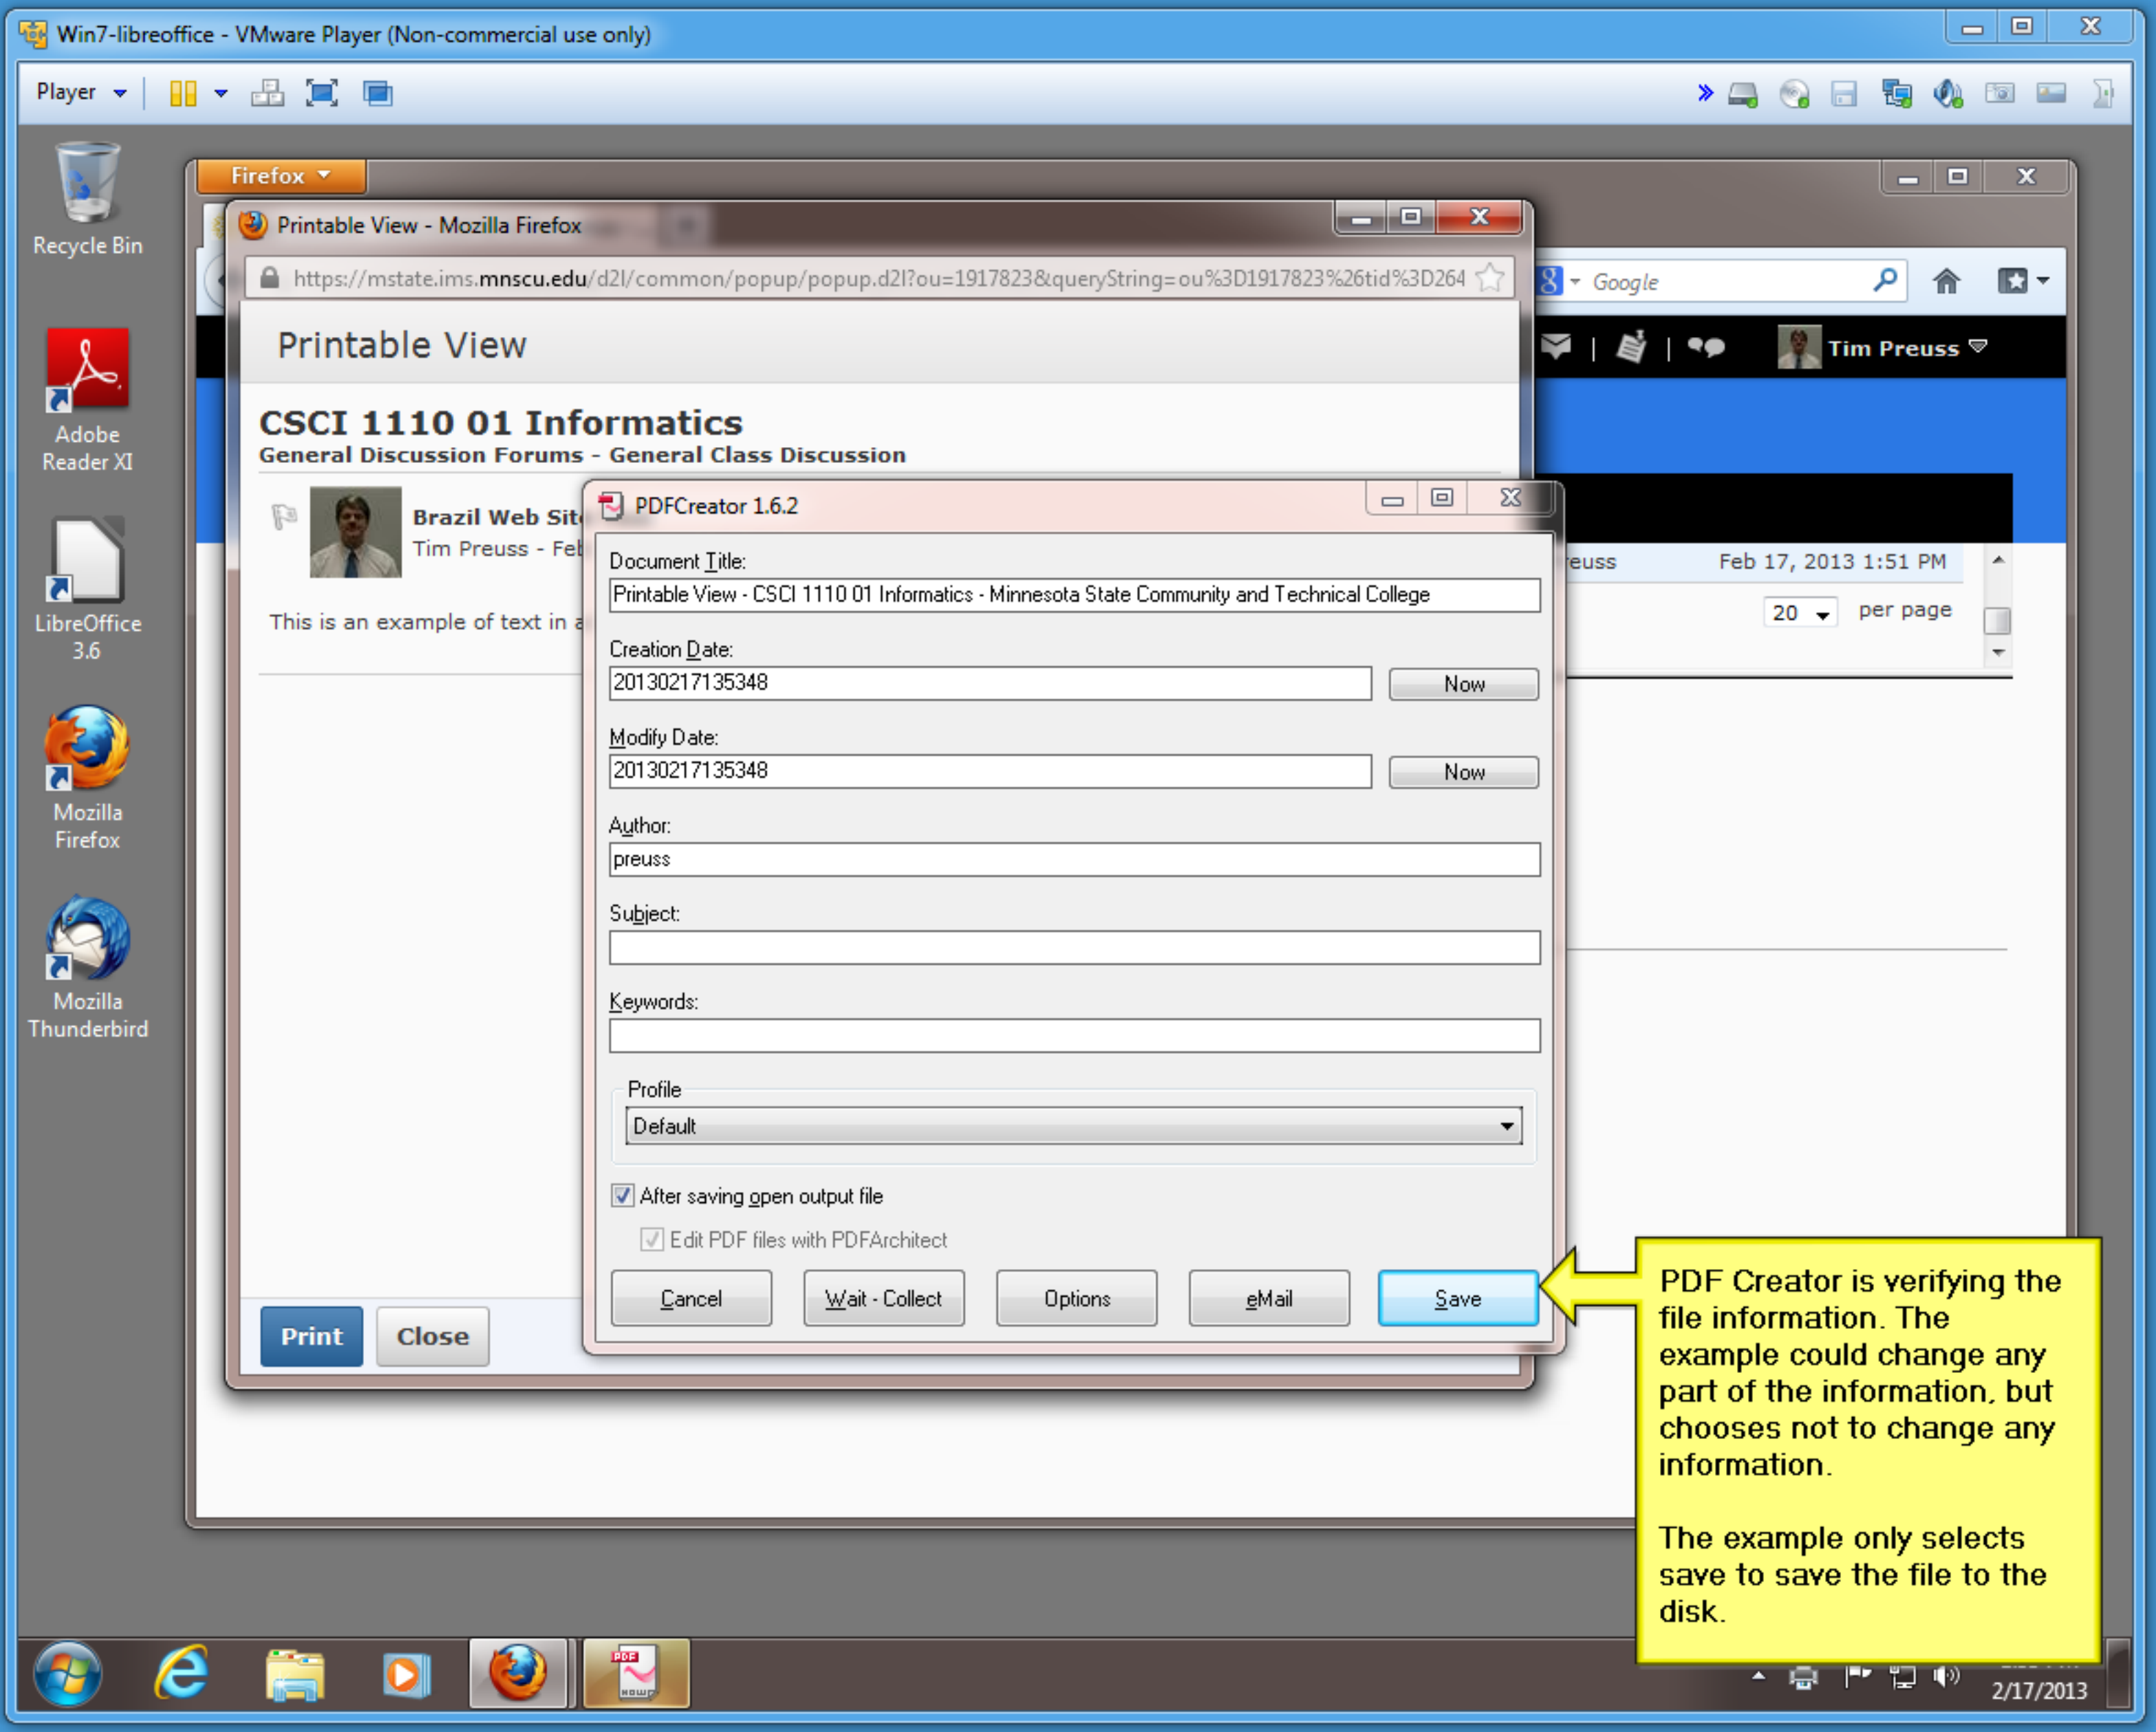 Win7-libreoffice - VMware Player (Non-commercial use only)
Player
Recycle Bin
Adobe
Reader XI
LibreOffice
3.6
Mozilla
Firefox
Mozilla
Thunderbird
Firefox
Printable View - Mozilla Firefox
https://mstate.ims.mnscu.edu/d2l/common/popup/popup.d2l?ou=1917823&queryString=ou%3D1917823%26tid%3D264
8
Google
Tim Preuss
Printable View
CSCI 1110 01 Informatics
General Discussion Forums - General Class Discussion
Brazil Web Sit
Tim Preuss - Feb
This is an example of text in a
reuss
Feb 17, 2013 1:51 PM
20
per page
PDFCreator 1.6.2
Document Title:
Printable View - CSCI 1110 01 Informatics - Minnesota State Community and Technical College
Creation Date:
20130217135348
Now
Modify Date:
20130217135348
Now
Author:
preuss
Subject:
Keywords:
Profile
Default
After saving open output file
Edit PDF files with PDFArchitect
Cancel
Wait - Collect
Options
eMail
Save
Print
Close
PDF Creator is verifying the
file information. The
example could change any
part of the information, but
chooses not to change any
information.
The example only selects
save to save the file to the
disk.
PDF
2/17/2013